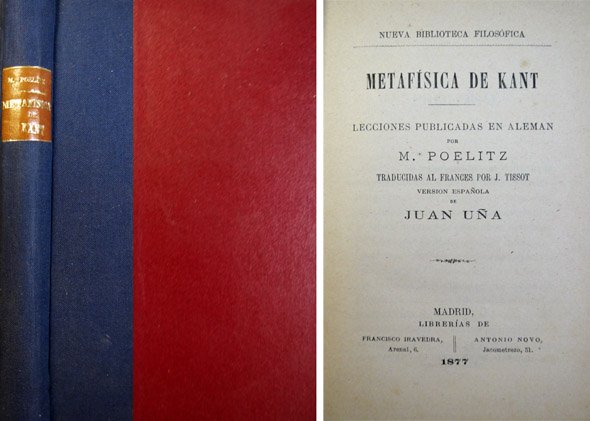 M. POELITZ
METAFÍSICA
DE
KANT
NUEVA BIBLIOTECA FILOSÓFICA
METAFÍSICA DE KANT
LECCIONES PUBLICADAS EN ALEMAN
POR
M. POELITZ
TRADUCIDAS AL FRANCES POR J. TISSOT
VERSION ESPAÑOLA
DE
JUAN UÑA
MADRID,
LIBRERÍAS DE
FRANCISCO IRAVEDRA,
Arenal, 6.
ANTONIO NOVO,
Jacometrezo, 51.
1877